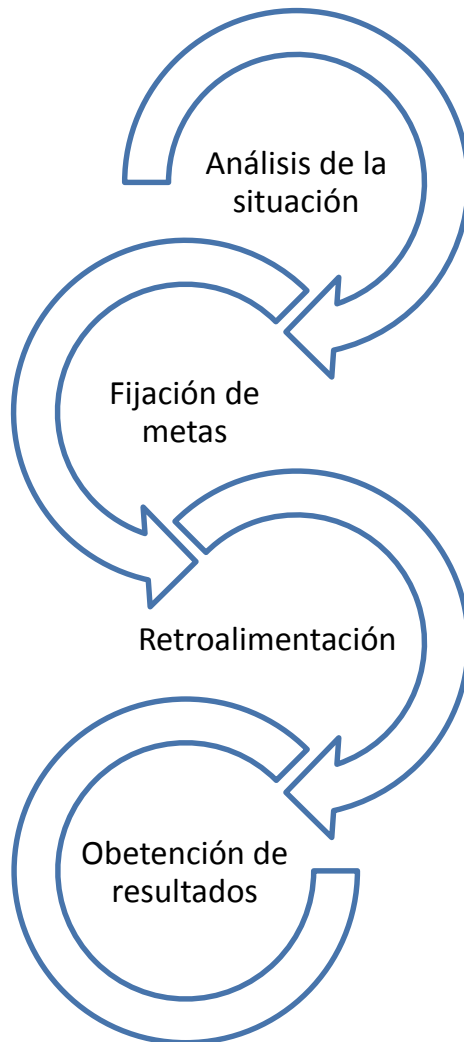 Análisis de la
situación
Fijación de
metas
Retroalimentación
Obetención de
resultados